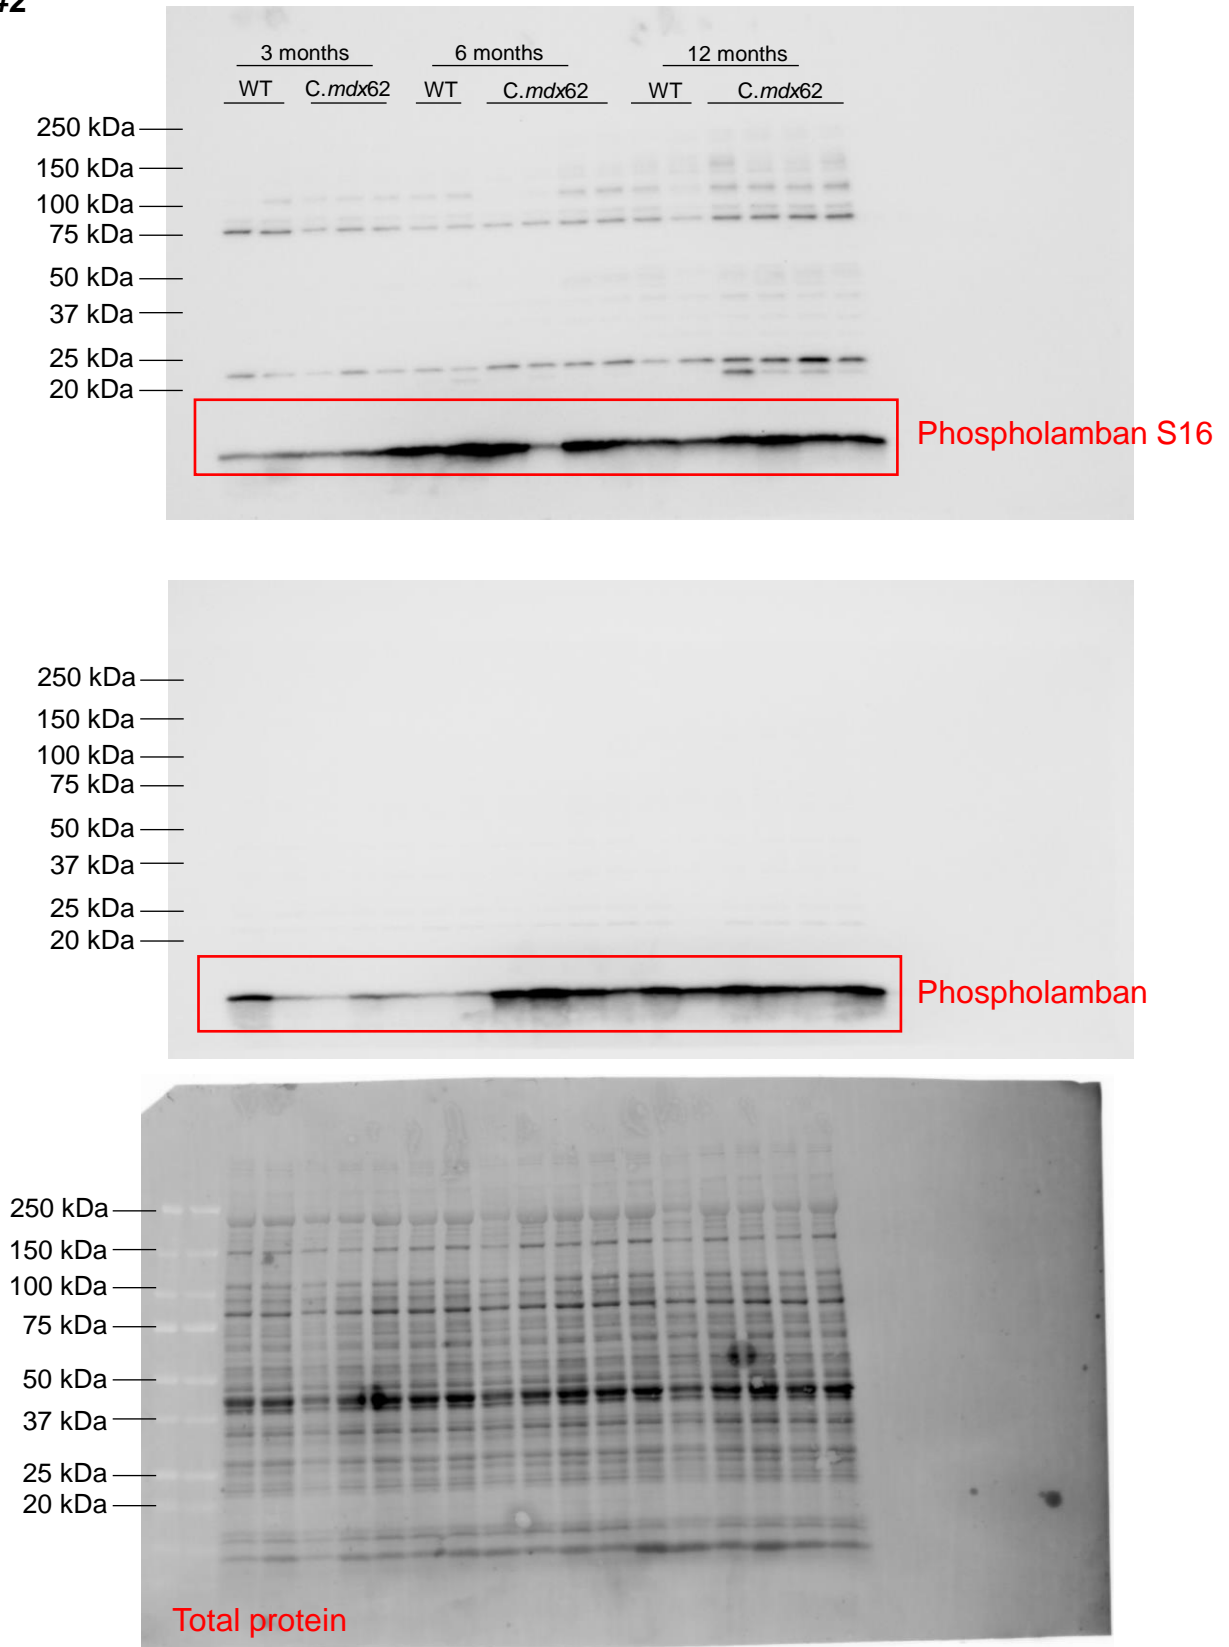 #2
3 months 6 months 12 months
WT C.mdx62 WT C.mdx62 WT C.mdx62
250 kDa
150 kDa
100 kDa
75 kDa
50 kDa
37 kDa
25 kDa
20 kDa
Phospholamban S16
250 kDa
150 kDa
100 kDa
75 kDa
50 kDa
37 kDa
25 kDa
20 kDa
Phospholamban
250 kDa
150 kDa
100 kDa
75 kDa
50 kDa
37 kDa
25 kDa
20 kDa
Total protein